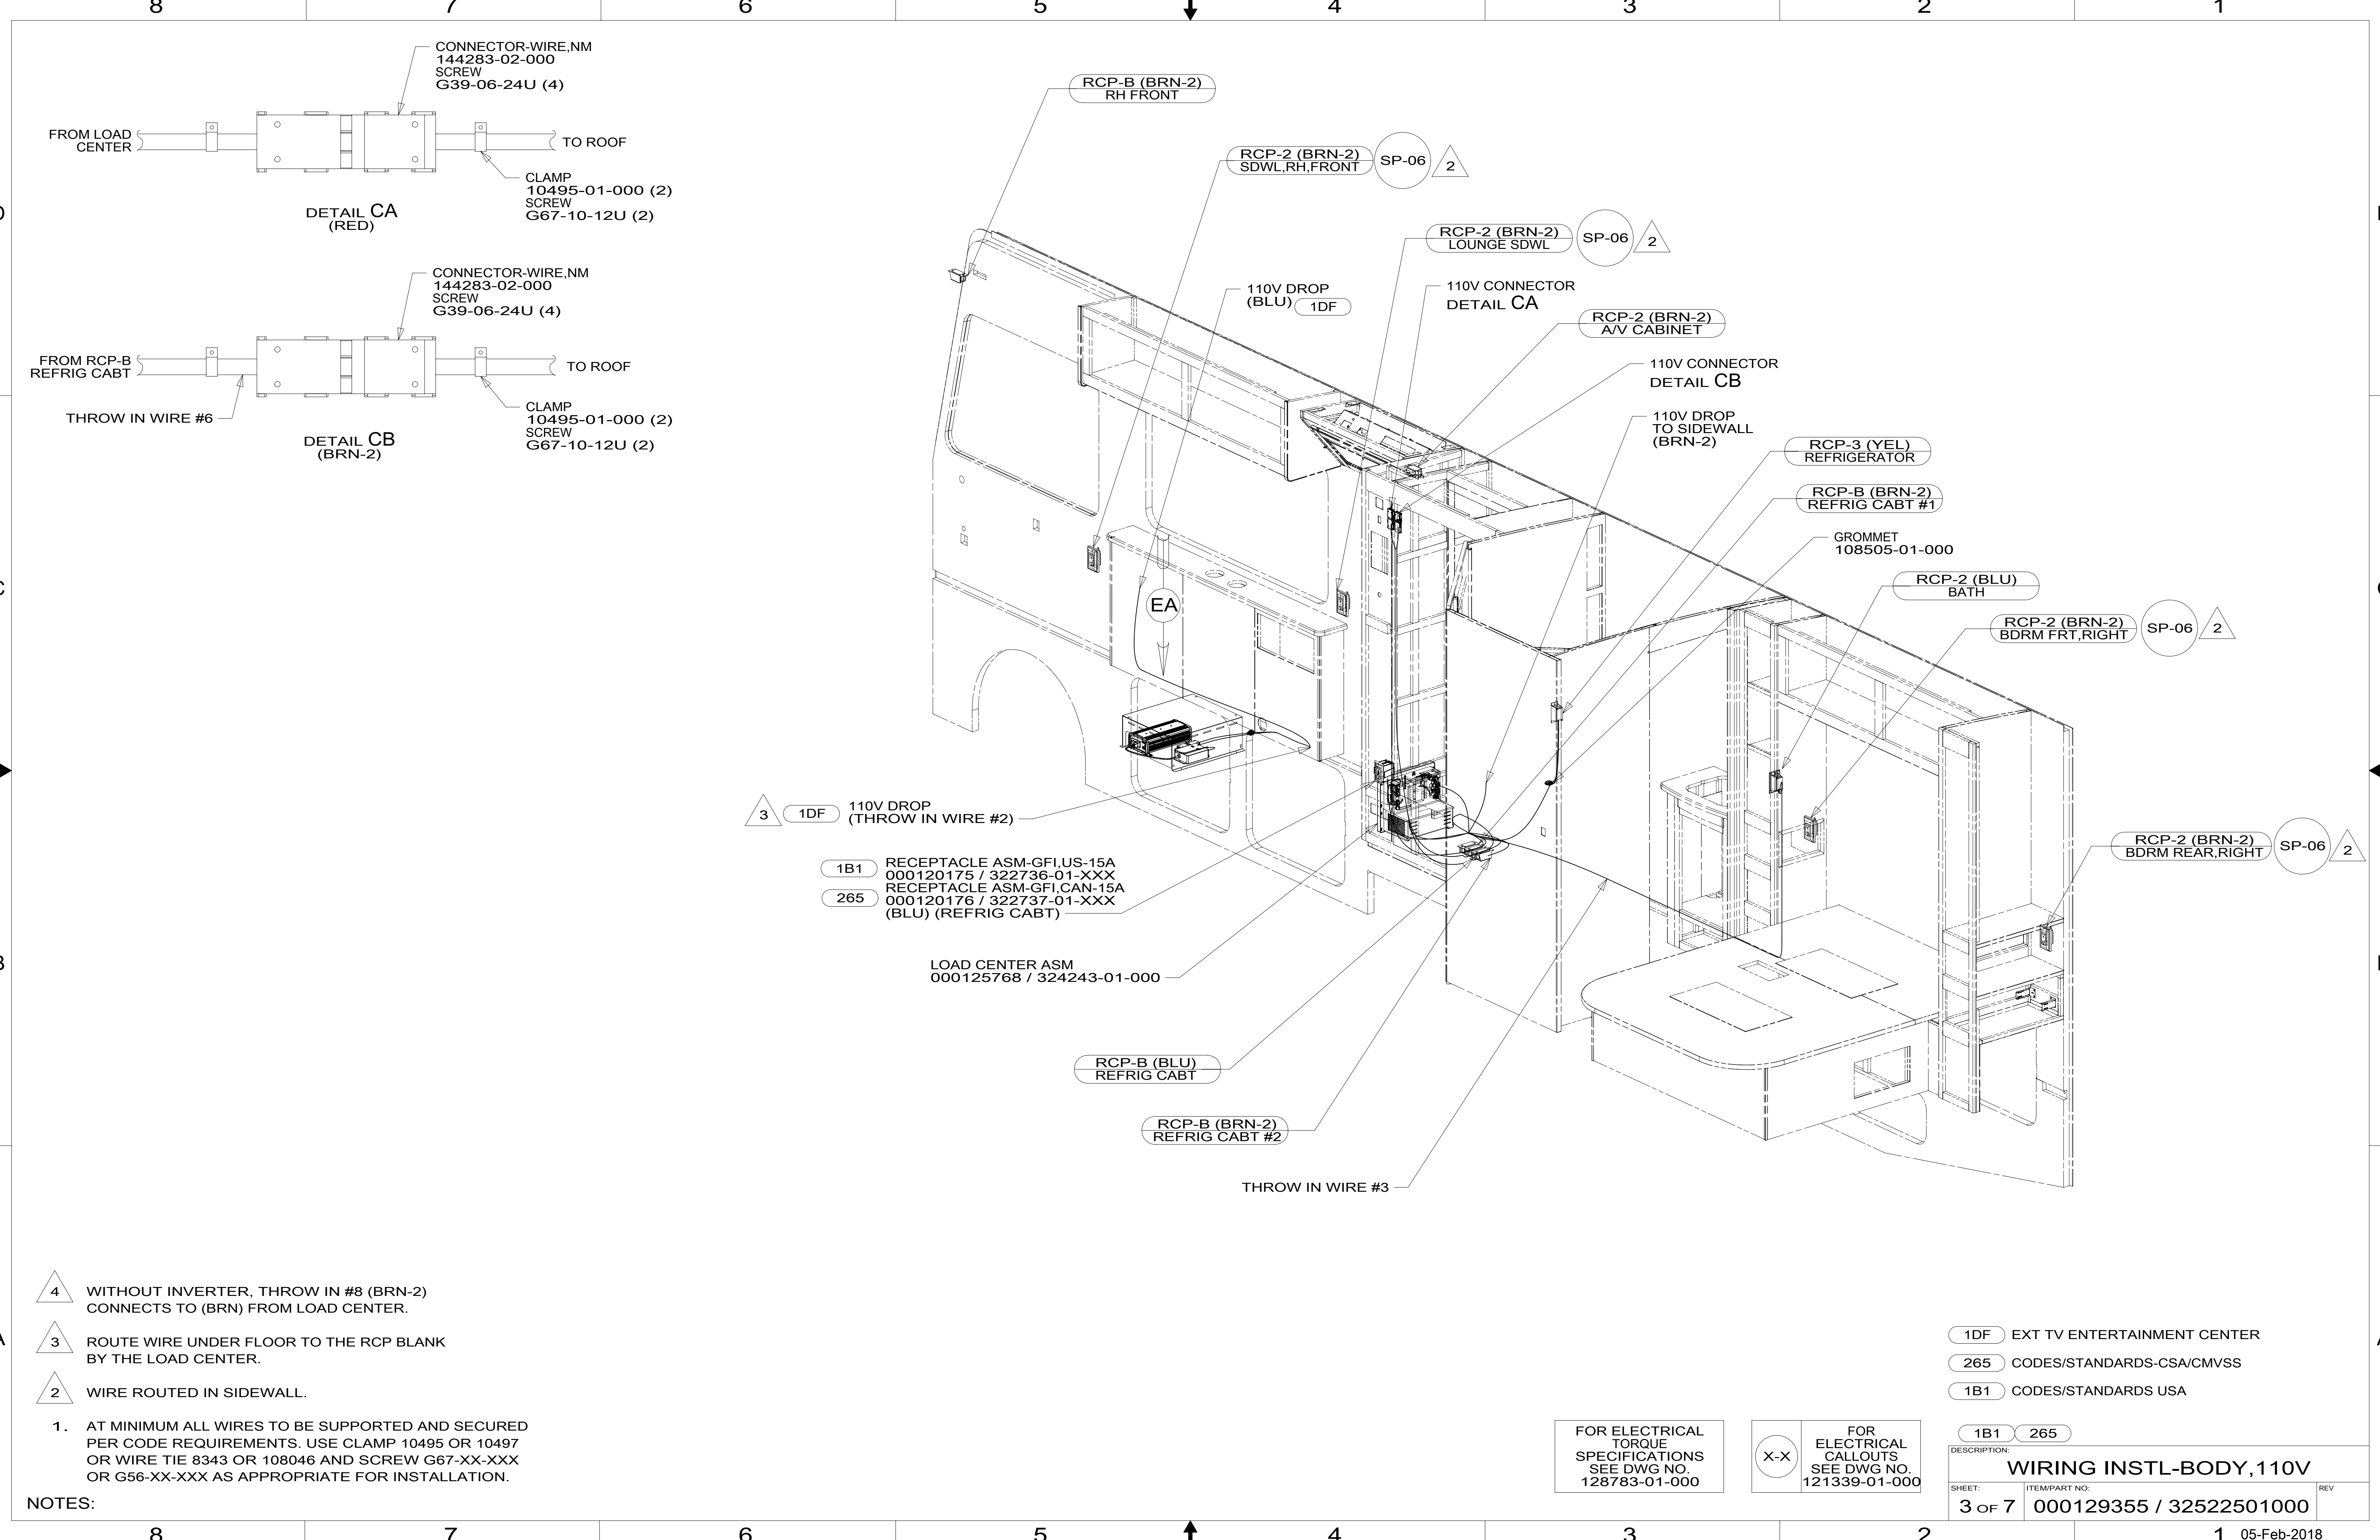 8 7 6 5 4 3 2 1
CONNECTOR-WIRE,NM
144283-02-000
SCREW
G39-06-24U (4)
FROM LOAD
CENTER
TO ROOF
CLAMP
10495-01-000 (2)
SCREW
G67-10-12U (2)
DETAIL CA
(RED)
CONNECTOR-WIRE,NM
144283-02-000
SCREW
G39-06-24U (4)
FROM RCP-B
REFRIG CABT
TO ROOF
THROW IN WIRE #6
CLAMP
10495-01-000 (2)
SCREW
G67-10-12U (2)
DETAIL CB
(BRN-2)
RCP-B (BRN-2)
RH FRONT
RCP-2 (BRN-2)
SDWL,RH,FRONT
SP-06
2
RCP-2 (BRN-2)
LOUNGE SDWL
SP-06
2
110V DROP
(BLU) 1DF
110V CONNECTOR
DETAIL CA
RCP-2 (BRN-2)
A/V CABINET
110V CONNECTOR
DETAIL CB
110V DROP
TO SIDEWALL
(BRN-2)
RCP-3 (YEL)
REFRIGERATOR
RCP-B (BRN-2)
REFRIG CABT #1
GROMMET
108505-01-000
RCP-2 (BLU)
BATH
RCP-2 (BRN-2)
BDRM FRT,RIGHT
SP-06
2
EA
RCP-2 (BRN-2)
BDRM REAR,RIGHT
SP-06
2
3 1DF 110V DROP
(THROW IN WIRE #2)
1B1 RECEPTACLE ASM-GFI,US-15A
000120175 / 322736-01-XXX
265 RECEPTACLE ASM-GFI,CAN-15A
000120176 / 322737-01-XXX
(BLU) (REFRIG CABT)
LOAD CENTER ASM
000125768 / 324243-01-000
RCP-B (BLU)
REFRIG CABT
RCP-B (BRN-2)
REFRIG CABT #2
THROW IN WIRE #3
4 WITHOUT INVERTER, THROW IN #8 (BRN-2)
CONNECTS TO (BRN) FROM LOAD CENTER.
3 ROUTE WIRE UNDER FLOOR TO THE RCP BLANK
BY THE LOAD CENTER.
2 WIRE ROUTED IN SIDEWALL.
1. AT MINIMUM ALL WIRES TO BE SUPPORTED AND SECURED
PER CODE REQUIREMENTS. USE CLAMP 10495 OR 10497
OR WIRE TIE 8343 OR 108046 AND SCREW G67-XX-XXX
OR G56-XX-XXX AS APPROPRIATE FOR INSTALLATION.
NOTES:
1DF EXT TV ENTERTAINMENT CENTER
265 CODES/STANDARDS-CSA/CMVSS
1B1 CODES/STANDARDS USA
FOR ELECTRICAL
TORQUE
SPECIFICATIONS
SEE DWG NO.
128783-01-000
X-X
FOR
ELECTRICAL
CALLOUTS
SEE DWG NO.
121339-01-000
1B1 265
DESCRIPTION:
WIRING INSTL-BODY,110V
SHEET:
3 OF 7
ITEM/PART NO:
000129355 / 32522501000
REV
8 7 6 5 4 3 2 1
05-Feb-2018